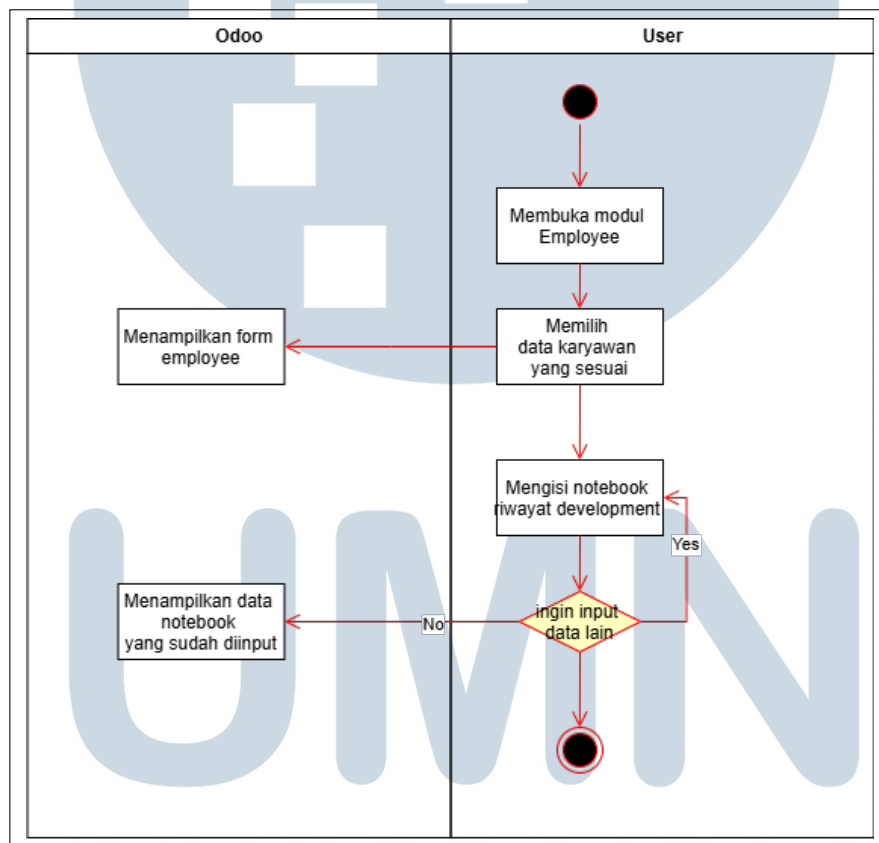 Odoo
User
Membuka modul
Employee
Menampilkan form
employee
Memilih
data karyawan
yang sesuai
Mengisi notebook
riwayat development
Yes
Menampilkan data
notebook
yang sudah diinput
No
ingin input
data lain
UMN